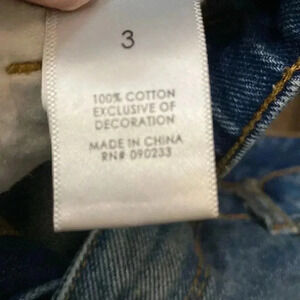 3
100% COTTON
EXCLUSIVE OF
DECORATION
MADE IN CHINA
RN# 090233